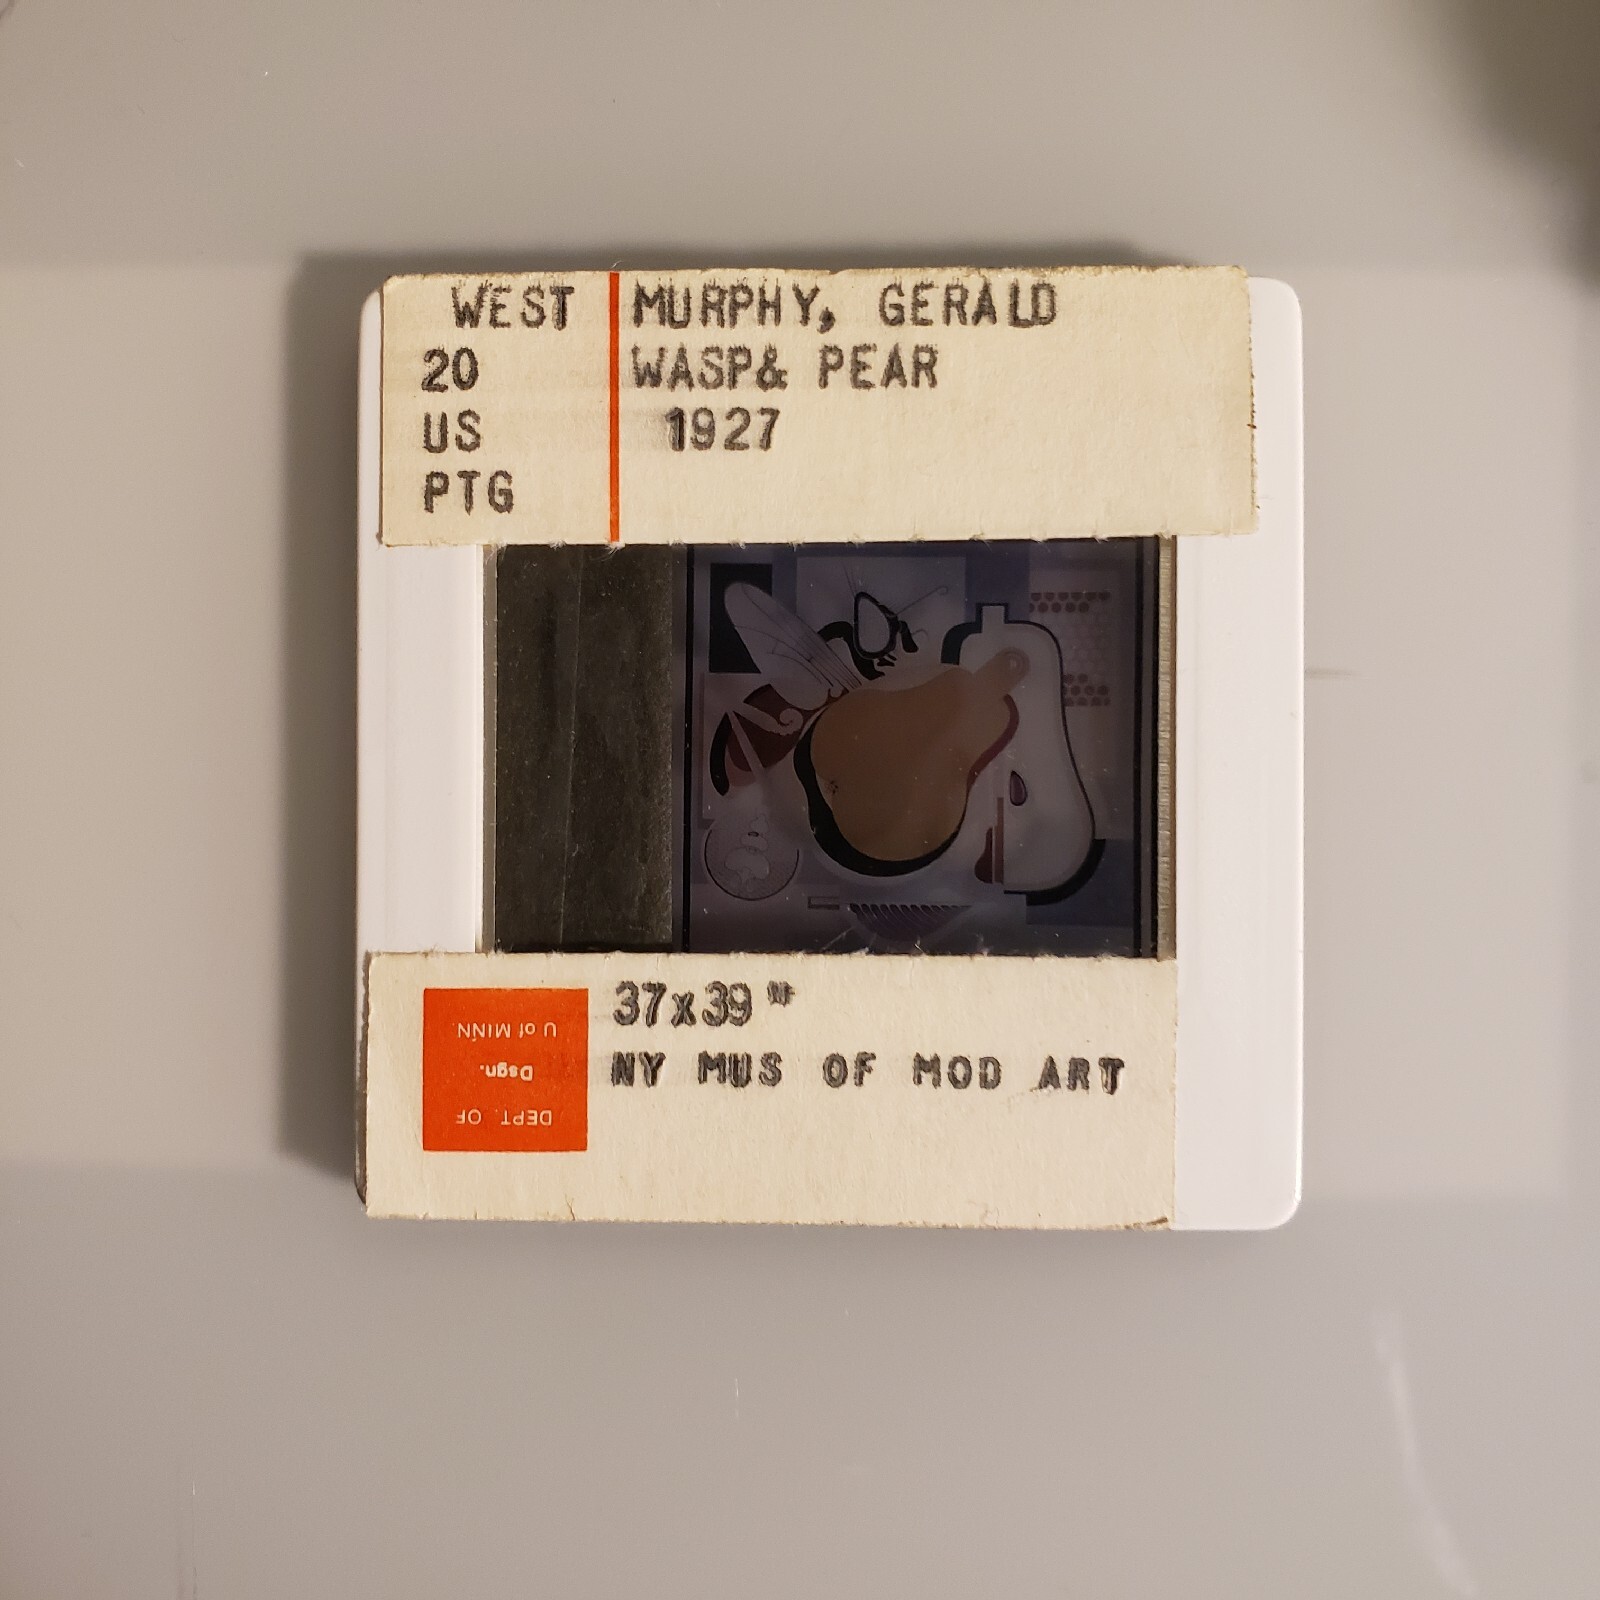 WEST MURPHY, GERALD
20 WASP& PEAR
US 1927
PTG
37x39"
NY MUS OF MOD ART
DEPT. OF
Dsgn.
U of MINN.